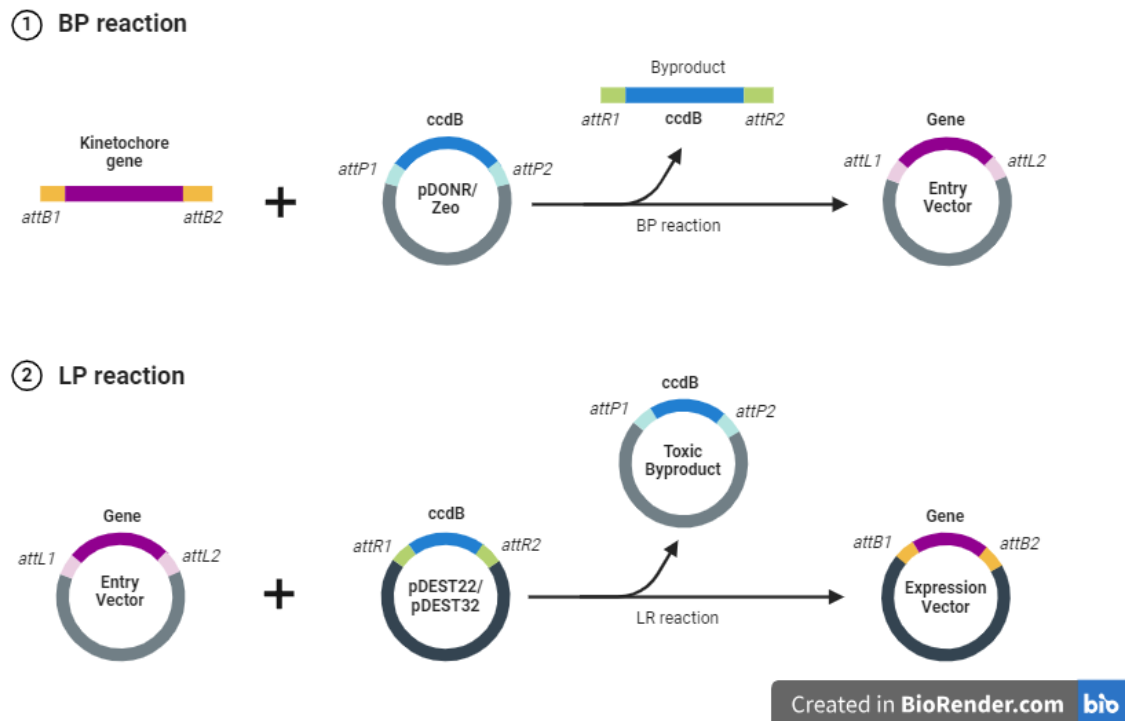 1 BP reaction
Byproduct
attR1 ccdB attR2
Kinetochore
gene
attB1 attB2
+
ccdB
attP1 attP2
pDONR/
Zeo
BP reaction
Gene
attL1 attL2
Entry
Vector
2 LP reaction
ccdB
attP1 attP2
Toxic
Byproduct
Gene
attL1 attL2
Entry
Vector
+
ccdB
attR1 attR2
pDEST22/
pDEST32
LR reaction
Gene
attB1 attB2
Expression
Vector
Created in BioRender.com bio